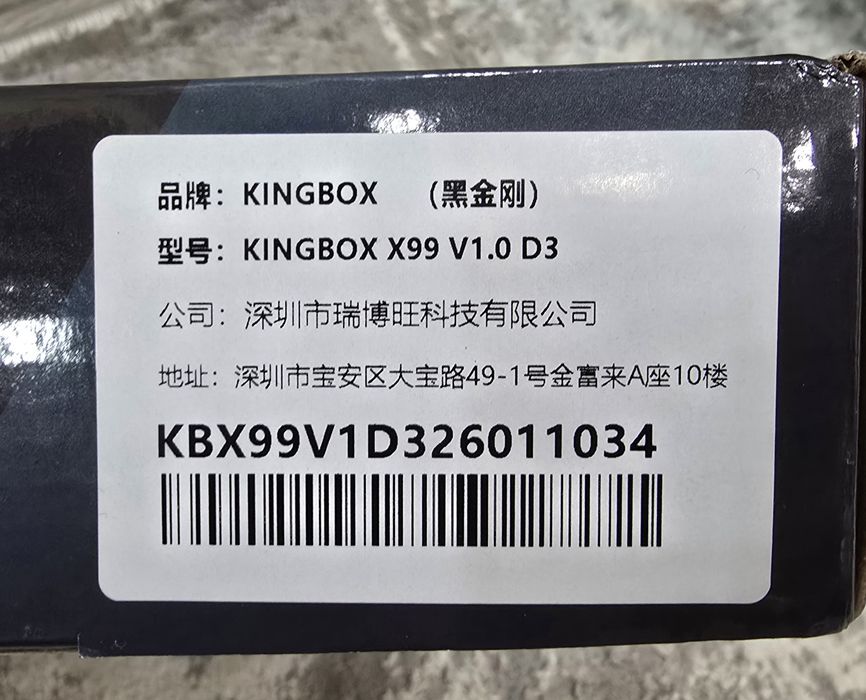 品牌：KINGBOX （黑金刚）
型号：KINGBOX X99 V1.0 D3
公司：深圳市瑞博旺科技有限公司
地址：深圳市宝安区大宝路49-1号金富来A座10楼
KBX99V1D326011034